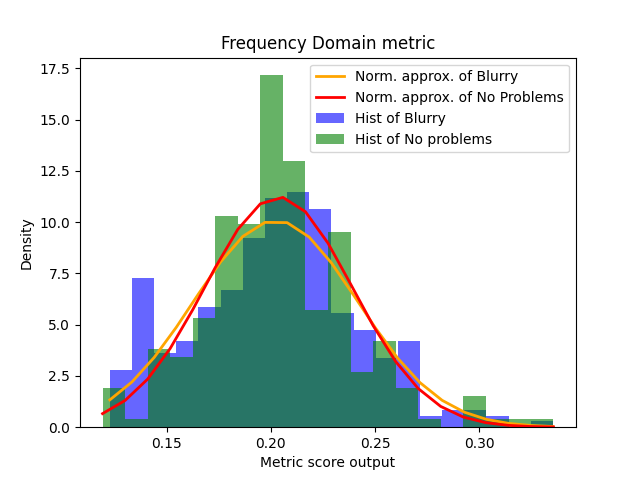 Frequency Domain metric
Norm. approx. of Blurry
Norm. approx. of No Problems
Hist of Blurry
Hist of No problems
Density
17.5
15.0
12.5
10.0
7.5
5.0
2.5
0.0
0.15 0.20 0.25 0.30
Metric score output